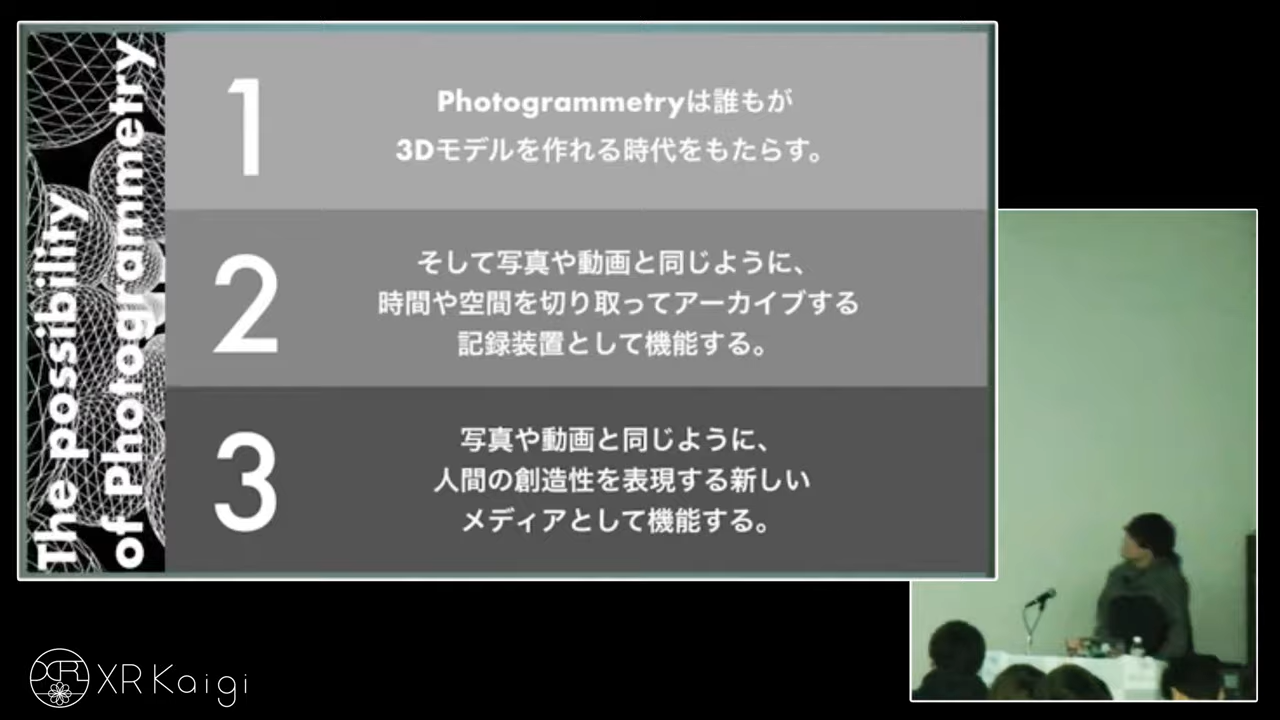 The possibility
of Photogrammetry
1
Photogrammetryは誰もが
3Dモデルを作れる時代をもたらす。
2
そして写真や動画と同じように、
時間や空間を切り取ってアーカイブする
記録装置として機能する。
3
写真や動画と同じように、
人間の創造性を表現する新しい
メディアとして機能する。
XR Kaigi